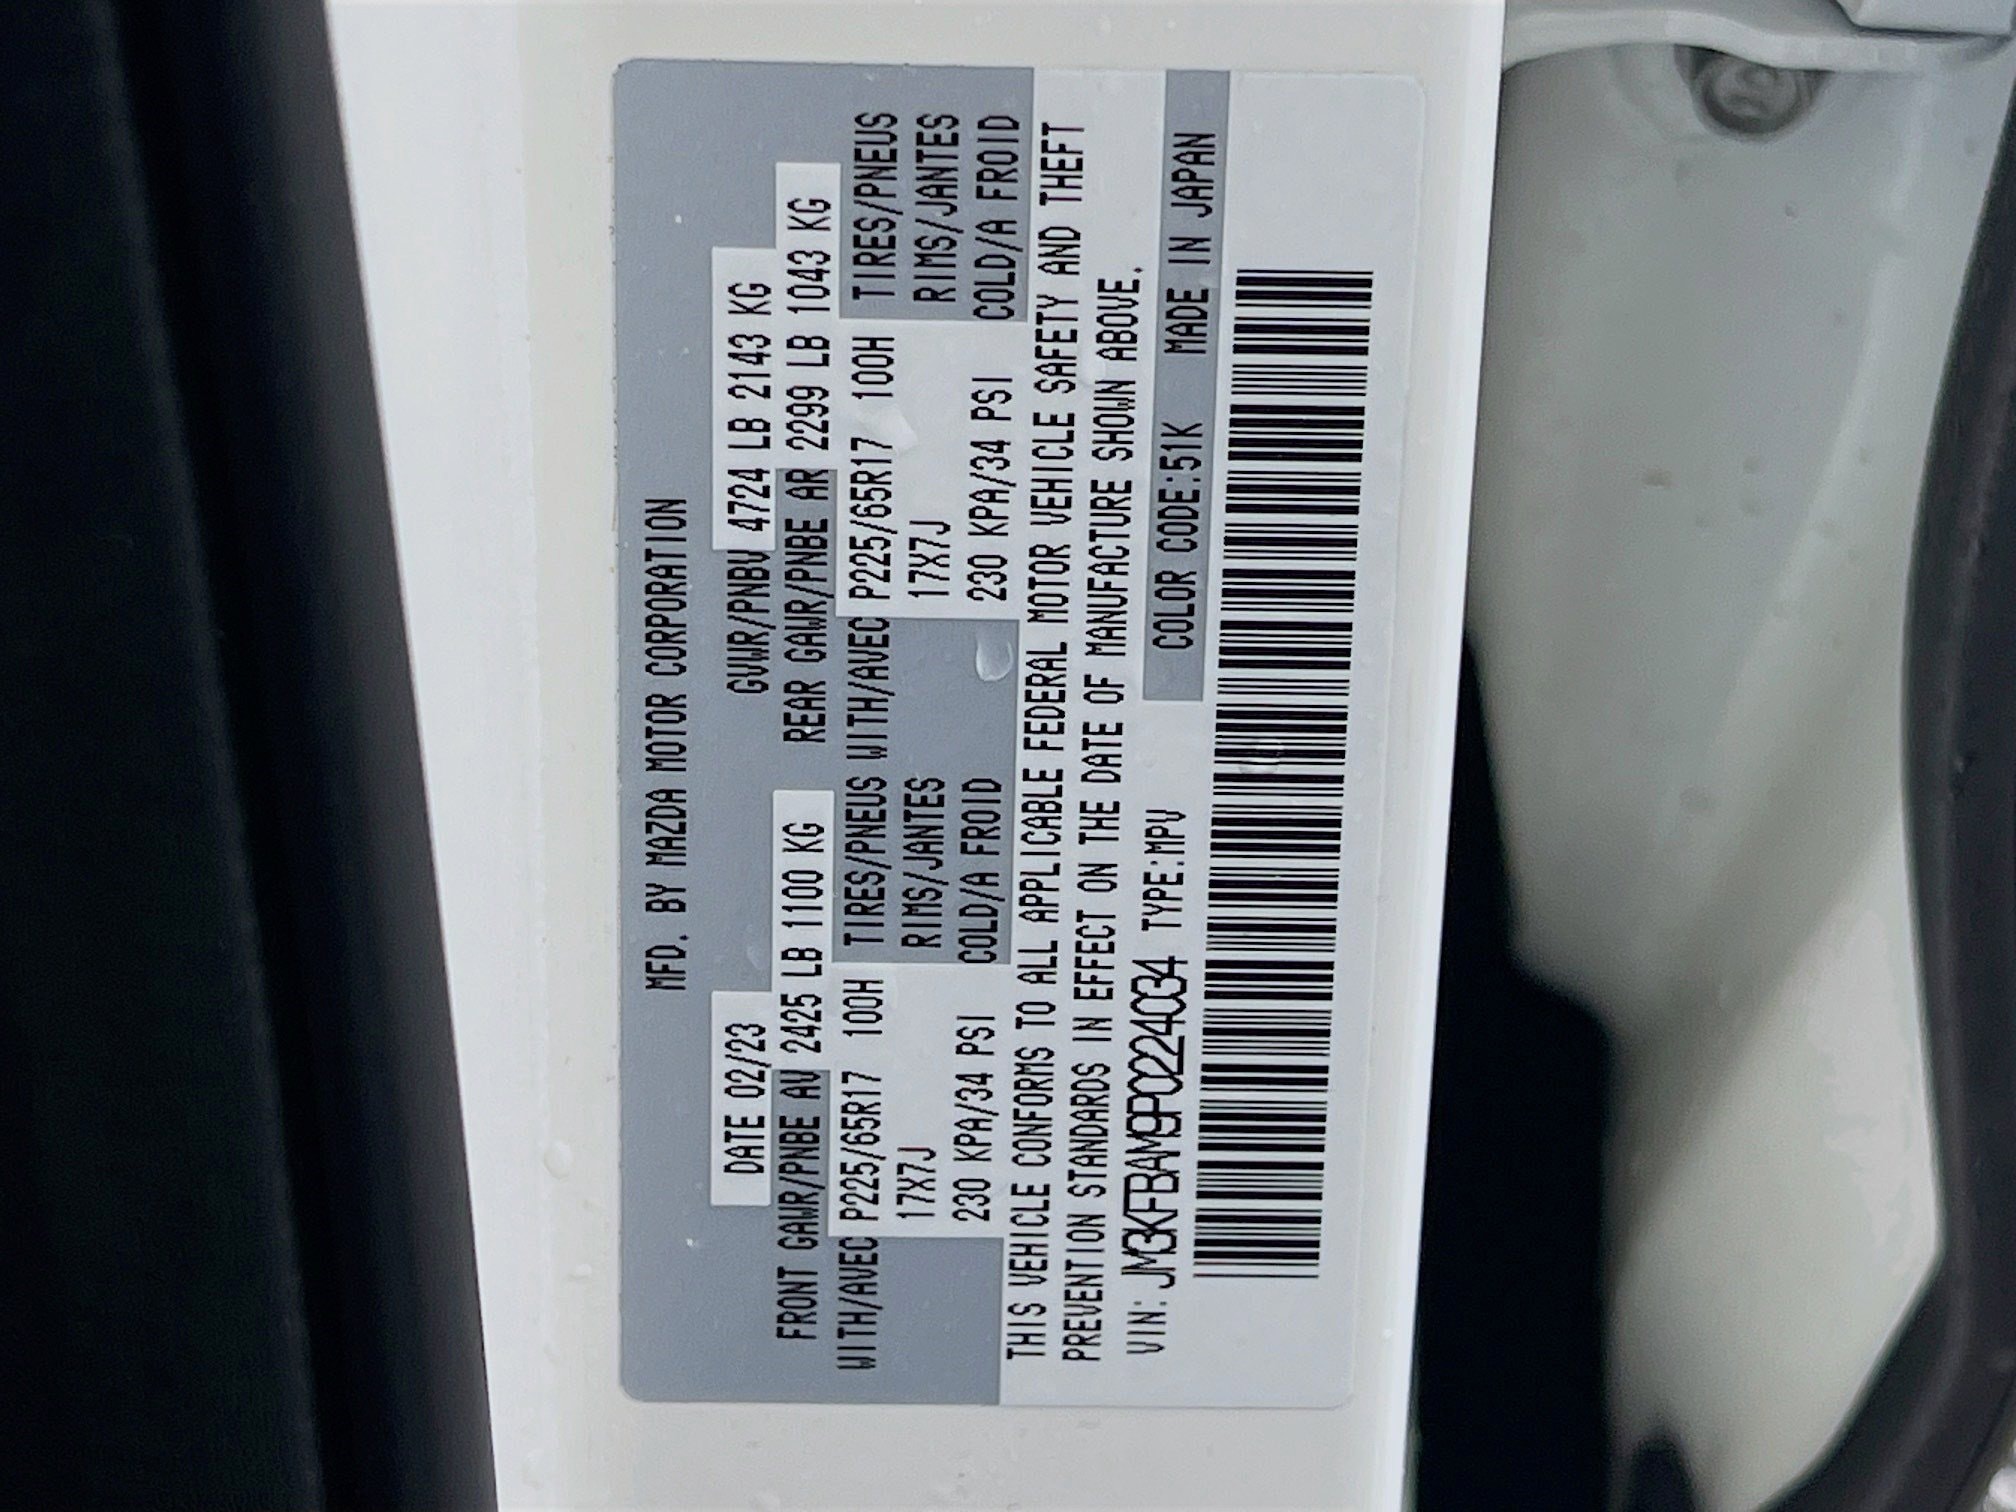 MFD. BY MAZDA MOTOR CORPORATION
DATE 02/23 GVWR/PNBV 4724 LB 2143 KG
FRONT GAWR/PNBE AV 2425 LB 1100 KG REAR GAWR/PNBE AR 2299 LB 1043 KG
WITH/AVEC P225/65R17 100H TIRES/PNEUS WITH/AVEC P225/65R17 100H TIRES/PNEUS
17X7J RIMS/JANTES 17X7J RIMS/JANTES
230 KPA/34 PSI COLD/A FROID 230 KPA/34 PSI COLD/A FROID
THIS VEHICLE CONFORMS TO ALL APPLICABLE FEDERAL MOTOR VEHICLE SAFETY AND THEFT
PREVENTION STANDARDS IN EFFECT ON THE DATE OF MANUFACTURE SHOWN ABOVE.
VIN: JM3KFBAM9P0224034 TYPE:MPV COLOR CODE:51K MADE IN JAPAN